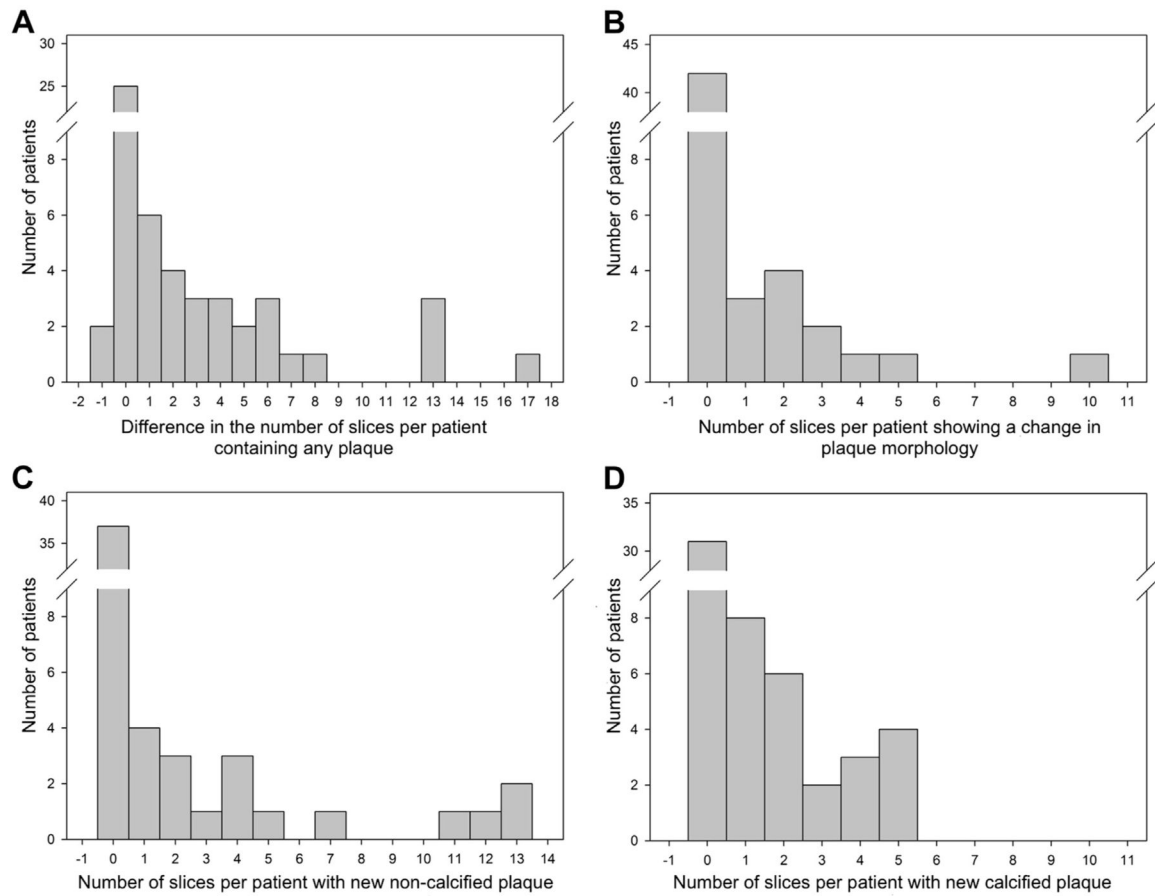 A
30
25
8
6
4
2
0
Number of patients
-2 -1 0 1 2 3 4 5 6 7 8 9 10 11 12 13 14 15 16 17 18
Difference in the number of slices per patient
containing any plaque
B
45
40
8
6
4
2
0
Number of patients
-1 0 1 2 3 4 5 6 7 8 9 10 11
Number of slices per patient showing a change in
plaque morphology
C
40
35
8
6
4
2
0
Number of patients
-1 0 1 2 3 4 5 6 7 8 9 10 11 12 13 14
Number of slices per patient with new non-calcified plaque
D
35
30
8
6
4
2
0
Number of patients
-1 0 1 2 3 4 5 6 7 8 9 10 11
Number of slices per patient with new calcified plaque